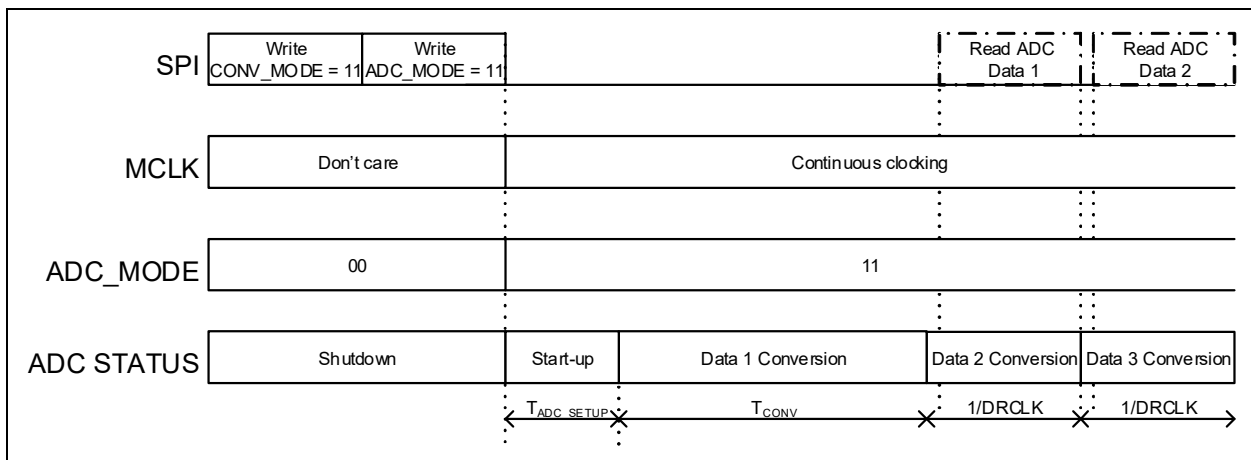 SPI
Write
CONV_MODE = 11
Write
ADC_MODE = 11
Read ADC
Data 1
Read ADC
Data 2
MCLK
Don't care
Continuous clocking
ADC_MODE
00
11
ADC STATUS
Shutdown
Start-up
Data 1 Conversion
Data 2 Conversion
Data 3 Conversion
TADC_SETUP
TCONV
1/DRCLK
1/DRCLK